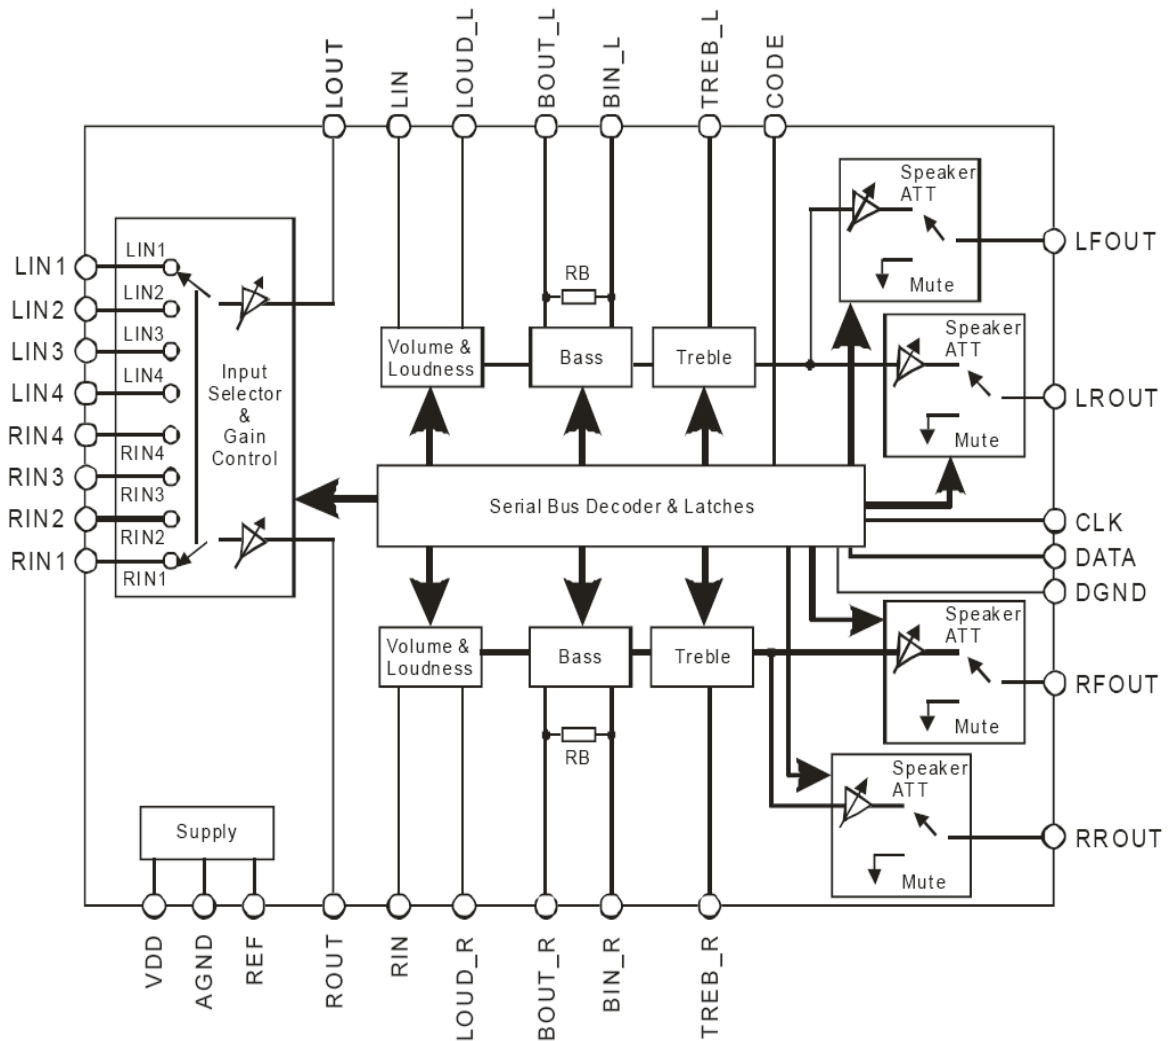 LOUT
LIN
LOUD_L
BOUT_L
BIN_L
TREB_L
CODE
LIN1
LIN2
LIN3
LIN4
RIN4
RIN3
RIN2
RIN1
LIN1
LIN2
LIN3
LIN4
RIN4
RIN3
RIN2
RIN1
Input
Selector
&
Gain
Control
RB
Volume &
Loudness
Bass
Treble
Speaker
ATT
Mute
LFOUT
Speaker
ATT
Mute
LROUT
Serial Bus Decoder & Latches
CLK
DATA
DGND
Volume &
Loudness
Bass
Treble
RB
Speaker
ATT
Mute
RFOUT
Speaker
ATT
Mute
RROUT
Supply
VDD
AGND
REF
ROUT
RIN
LOUD_R
BOUT_R
BIN_R
TREB_R